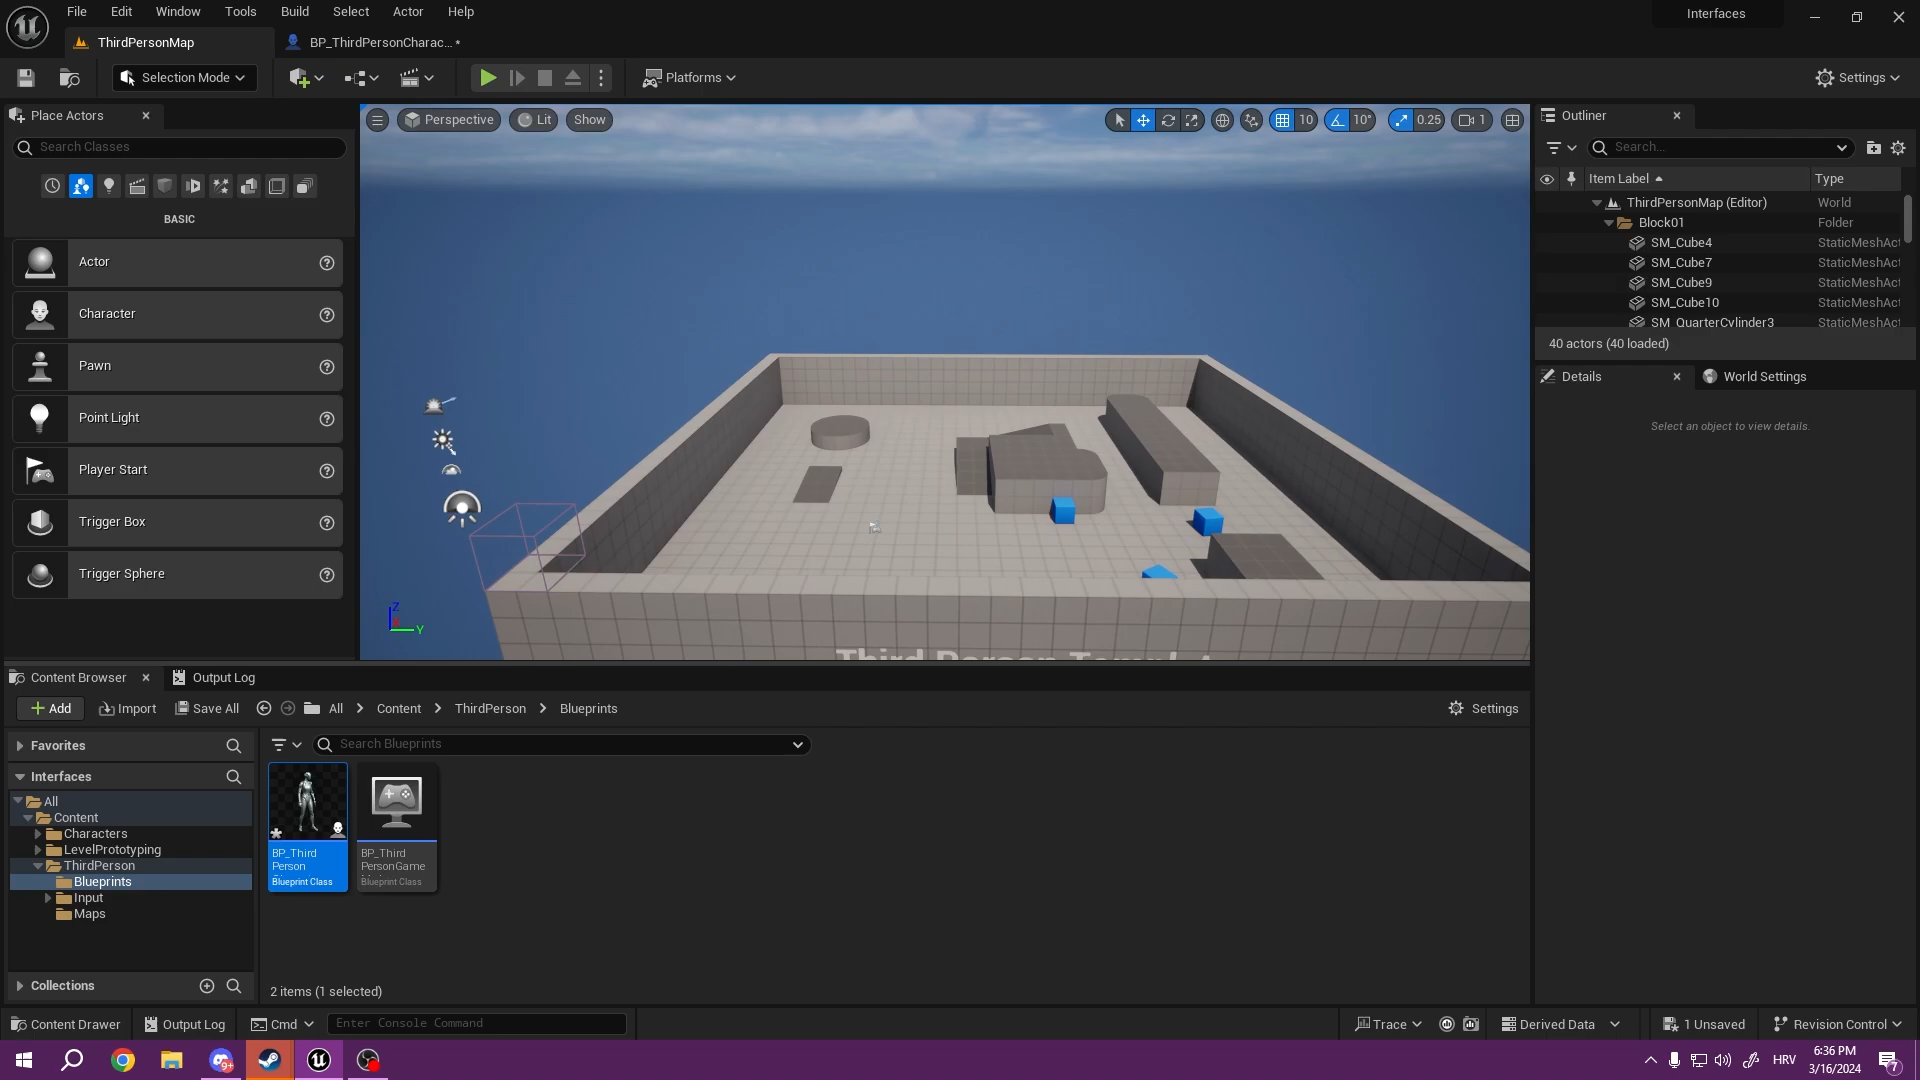 File Edit Window Tools Build Select Actor Help
Interfaces
ThirdPersonMap
BP_ThirdPersonCharac... *
Selection Mode
Platforms
Settings
Place Actors
Search Classes
BASIC
Actor
Character
Pawn
Point Light
Player Start
Trigger Box
Trigger Sphere
Perspective
Lit
Show
10
10°
0.25
1
Z
Y
Outliner
Search...
Item Label
Type
ThirdPersonMap (Editor) World
Block01 Folder
SM_Cube4 StaticMeshAct
SM_Cube7 StaticMeshAct
SM_Cube9 StaticMeshAct
SM_Cube10 StaticMeshAct
SM_QuarterCylinder3 StaticMeshAct
40 actors (40 loaded)
Details
World Settings
Select an object to view details.
Content Browser
Output Log
Add
Import
Save All
All > Content > ThirdPerson > Blueprints
Settings
Favorites
Interfaces
All
Content
Characters
LevelPrototyping
ThirdPerson
Blueprints
Input
Maps
Collections
Search Blueprints
BP_Third
Person
Blueprint Class
BP_Third
PersonGame
Blueprint Class
2 items (1 selected)
Content Drawer
Output Log
Cmd
Enter Console Command
Trace
Derived Data
1 Unsaved
Revision Control
9+
HRV
6:36 PM
3/16/2024
7